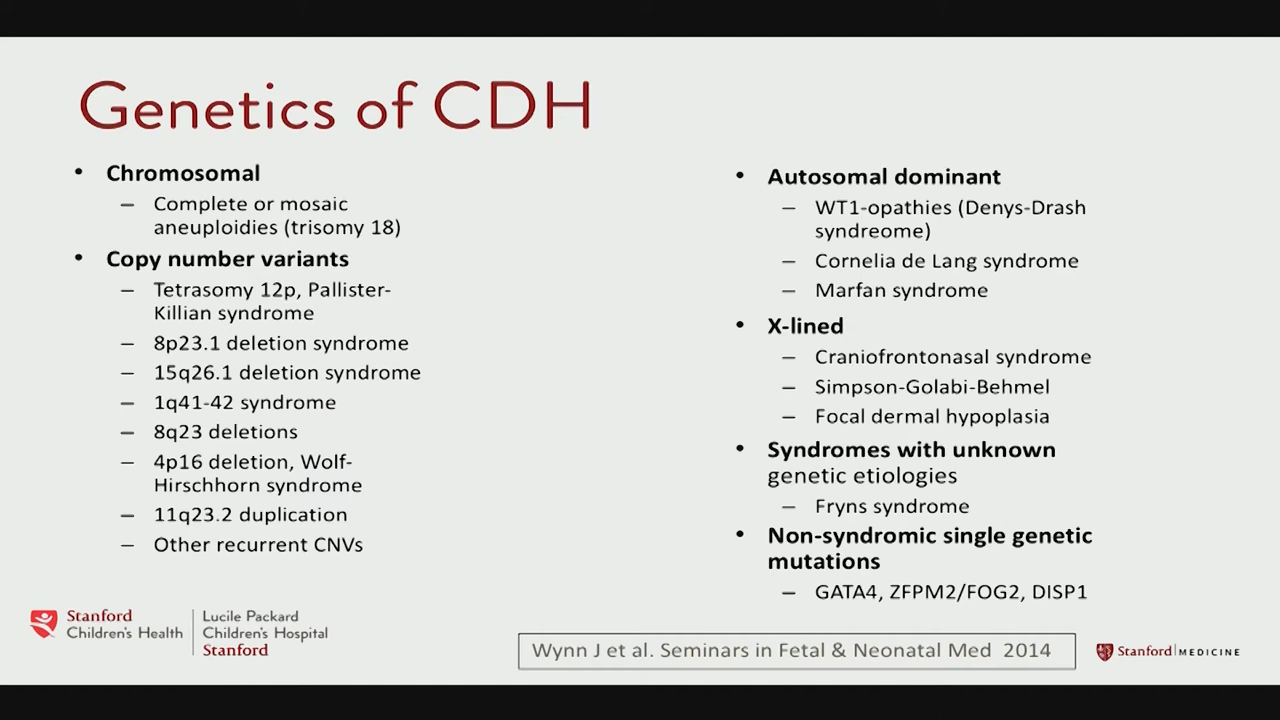 Genetics of CDH
• Chromosomal
– Complete or mosaic
aneuploidies (trisomy 18)
• Copy number variants
– Tetrasomy 12p, Pallister-
Killian syndrome
– 8p23.1 deletion syndrome
– 15q26.1 deletion syndrome
– 1q41-42 syndrome
– 8q23 deletions
– 4p16 deletion, Wolf-
Hirschhorn syndrome
– 11q23.2 duplication
– Other recurrent CNVs
• Autosomal dominant
– WT1-opathies (Denys-Drash
syndreome)
– Cornelia de Lang syndrome
– Marfan syndrome
• X-lined
– Craniofrontonasal syndrome
– Simpson-Golabi-Behmel
– Focal dermal hypoplasia
• Syndromes with unknown
genetic etiologies
– Fryns syndrome
• Non-syndromic single genetic
mutations
– GATA4, ZFPM2/FOG2, DISP1
Stanford
Children's Health
Lucile Packard
Children's Hospital
Stanford
Wynn J et al. Seminars in Fetal & Neonatal Med 2014
Stanford MEDICINE